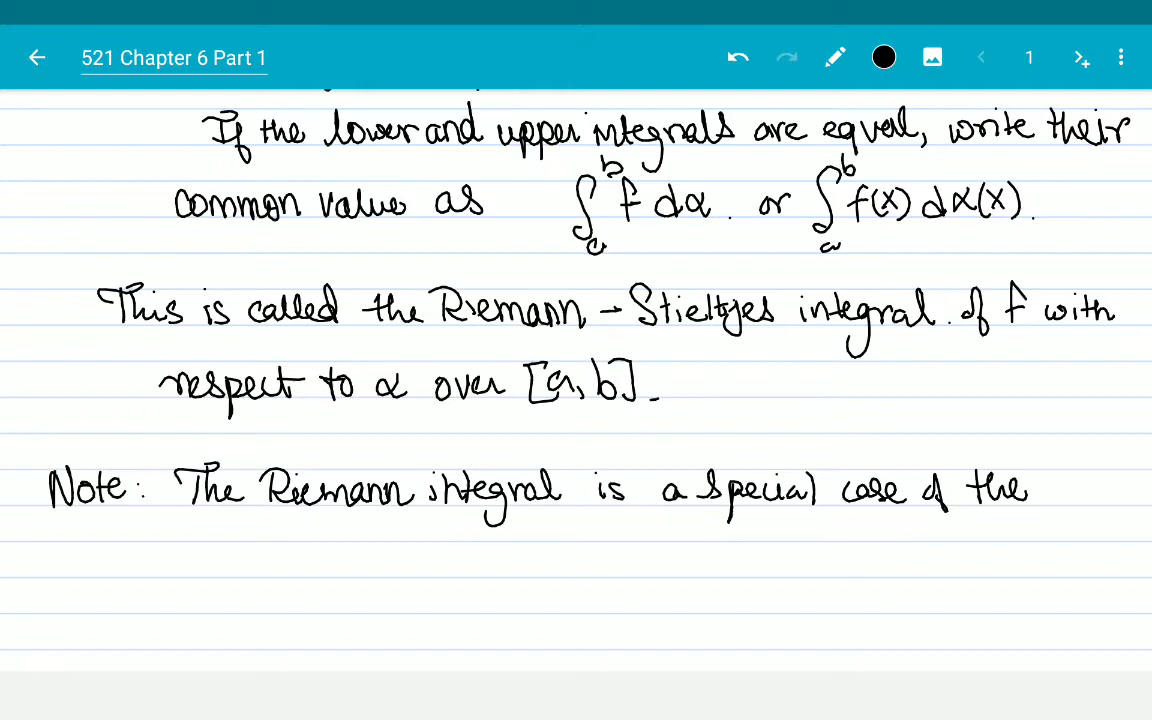 521 Chapter 6 Part 1
1
If the lower and upper integrals are equal, write their
common value as ∫_a^b f dα. or ∫_a^b f(x) dα(x).
This is called the Riemann - Stieltjes integral. of f with
respect to α over [a, b].
Note: The Riemann integral is a special case of the